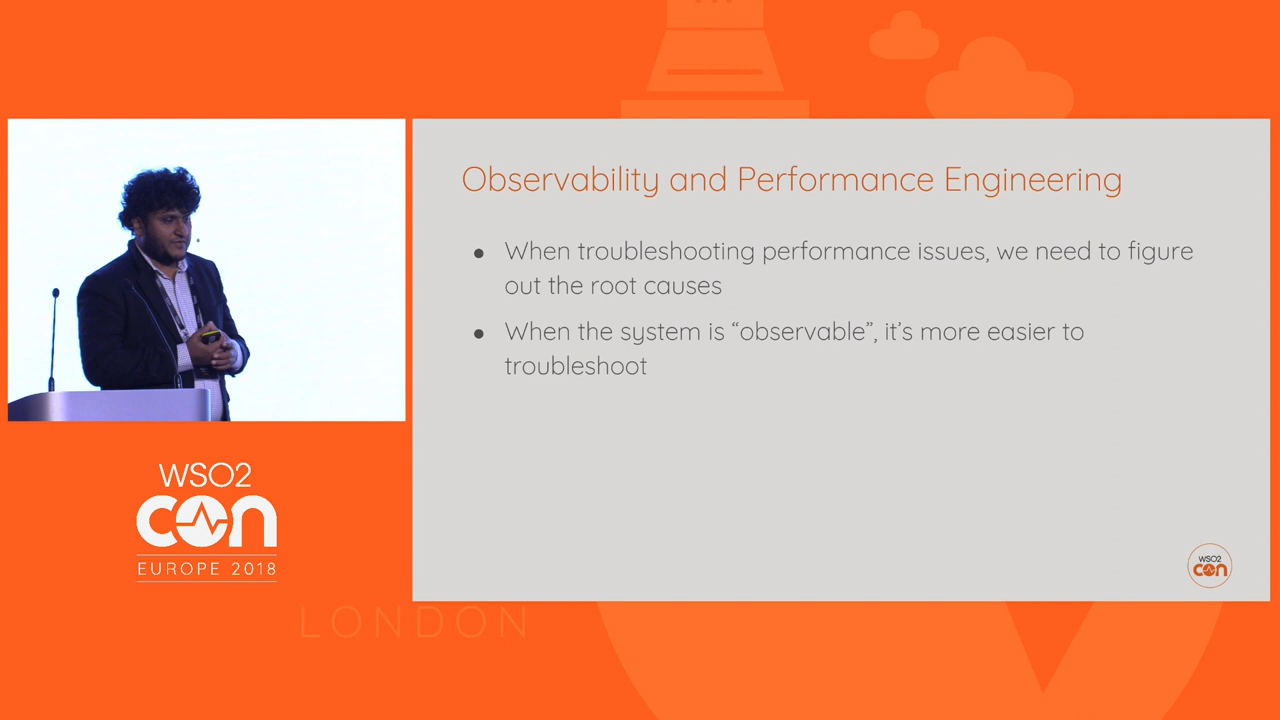 Observability and Performance Engineering
● When troubleshooting performance issues, we need to figure
out the root causes
● When the system is “observable”, it’s more easier to
troubleshoot
WSO2
con
WSO2
con
EUROPE 2018
LONDON